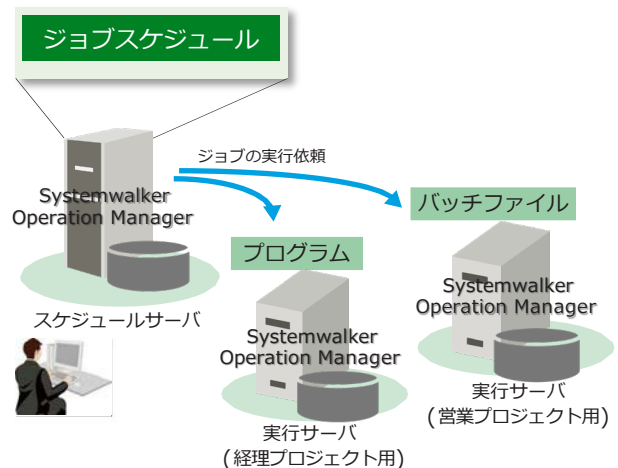 ジョブスケジュール
ジョブの実行依頼
Systemwalker
Operation Manager
スケジュールサーバ
プログラム
Systemwalker
Operation Manager
実行サーバ
(経理プロジェクト用)
バッチファイル
Systemwalker
Operation Manager
実行サーバ
(営業プロジェクト用)